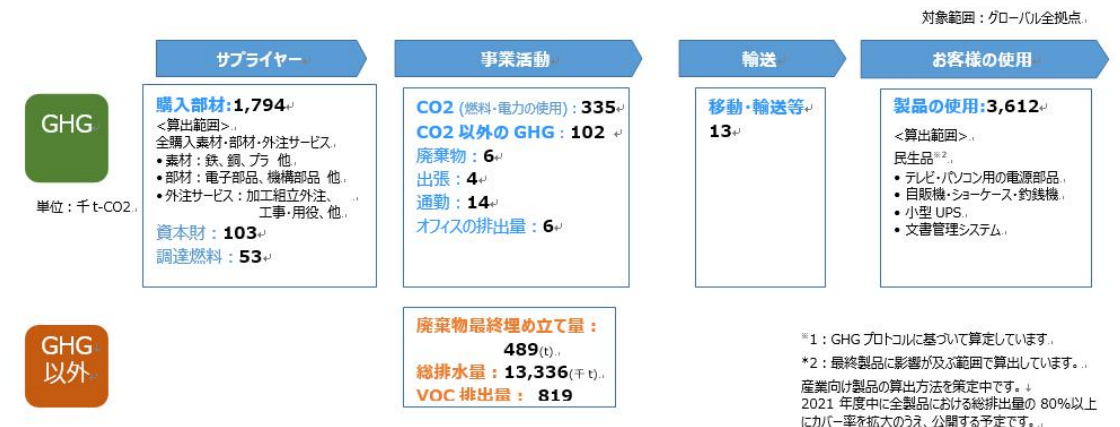 対象範囲：グローバル全拠点
サプライヤー
事業活動
輸送
お客様の使用
GHG
単位：千t-CO2
購入部材:1,794
<算出範囲>
全購入素材・部材・外注サービス
•素材：鉄、銅、プラ 他
•部材：電子部品、機構部品 他
•外注サービス：加工組立外注、
工事・用役、他
資本財：103
調達燃料：53
CO2 (燃料・電力の使用)：335
CO2 以外の GHG：102
廃棄物：6
出張：4
通勤：14
オフィスの排出量：6
移動・輸送等
13
製品の使用:3,612
<算出範囲>
民生品※2
• テレビ・パソコン用の電源部品
• 自販機・ショーケース・釣銭機
• 小型 UPS
• 文書管理システム
GHG
以外
廃棄物最終埋め立て量：
489(t)
総排水量：13,336(千t)
VOC 排出量： 819
※1：GHG プロトコルに基づいて算定しています
*2：最終製品に影響が及ぶ範囲で算出しています。
産業向け製品の算出方法を策定中です。↓
2021 年度中に全製品における総排出量の 80%以上
にカバー率を拡大のうえ、公開する予定です。